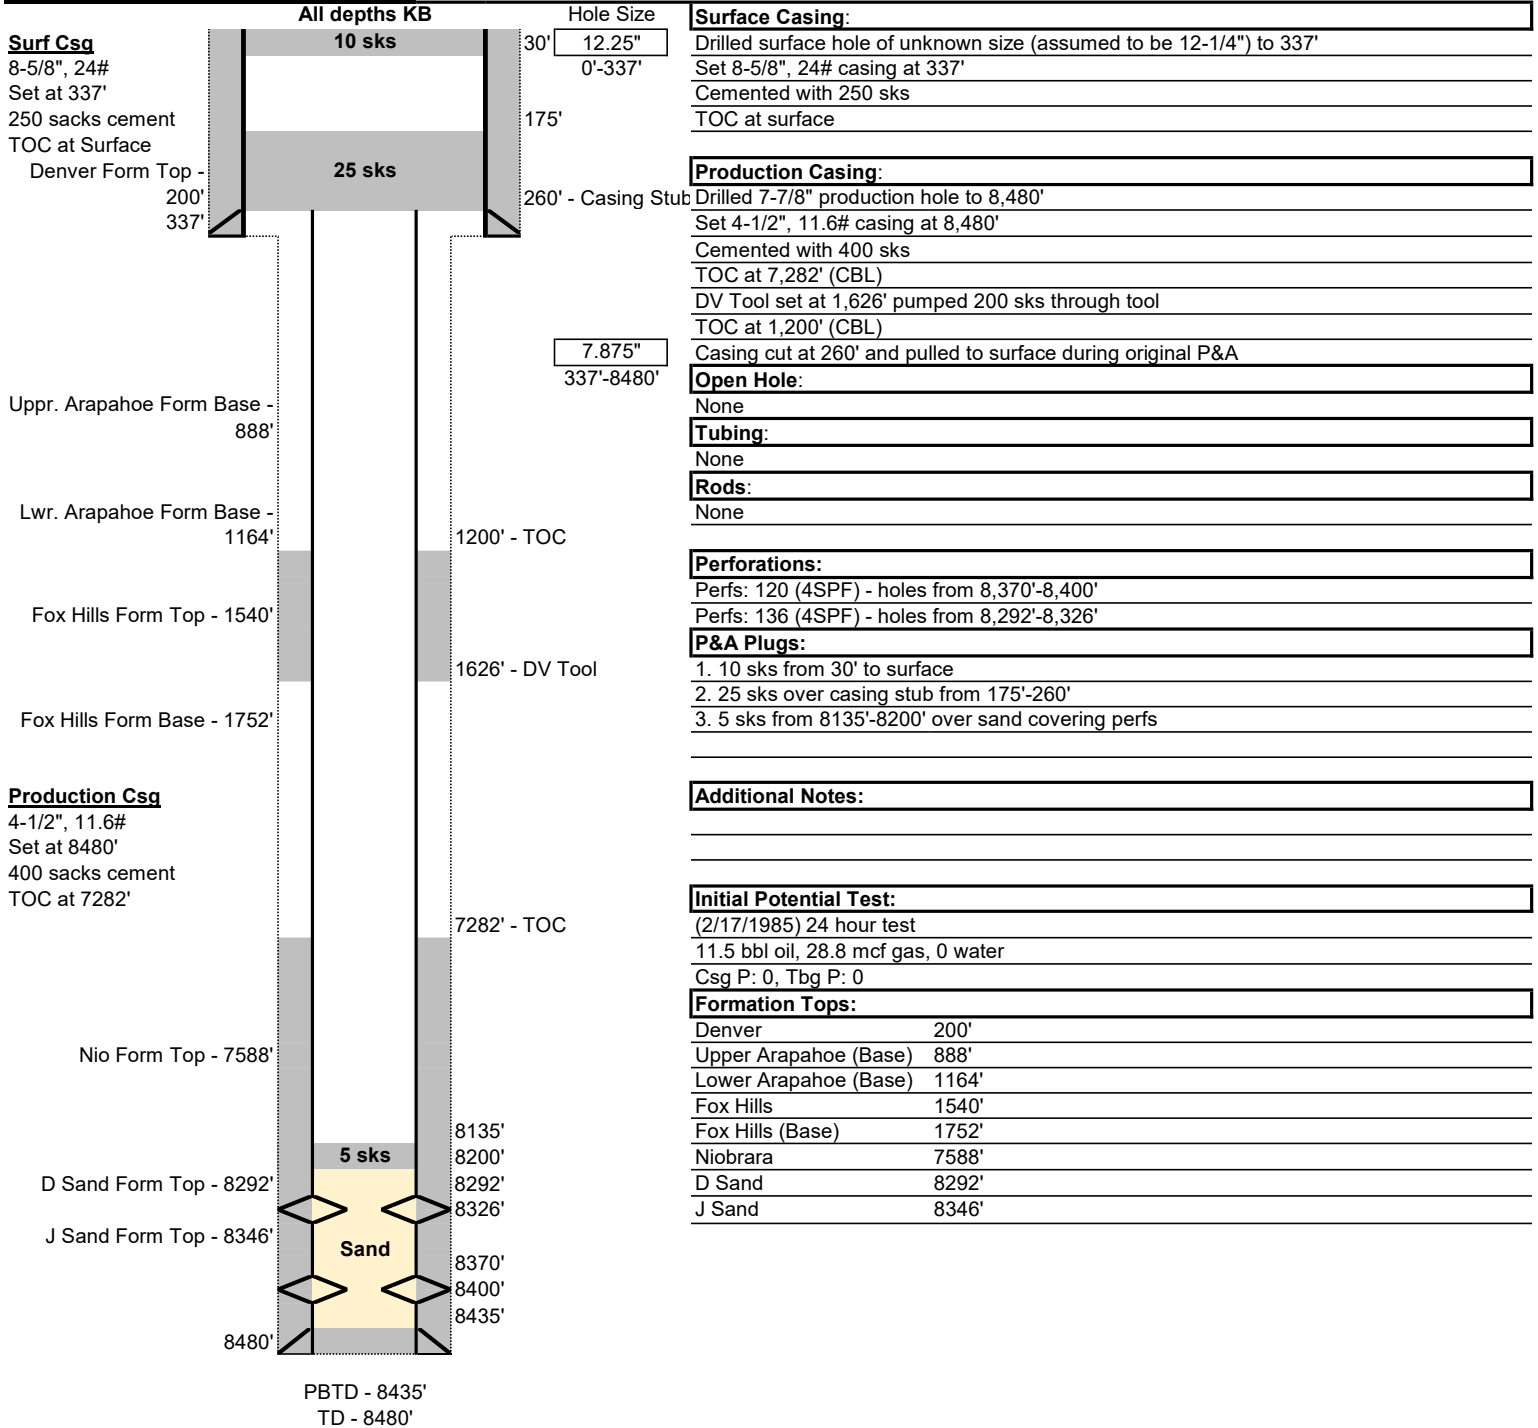 All depths KB
Hole Size
Surf Csg
8-5/8", 24#
Set at 337'
250 sacks cement
TOC at Surface
Denver Form Top -
200'
337'
10 sks
25 sks
30'
12.25"
0'-337'
175'
260' - Casing Stub
7.875"
337'-8480'
Uppr. Arapahoe Form Base -
888'
Lwr. Arapahoe Form Base -
1164'
1200' - TOC
Fox Hills Form Top - 1540'
1626' - DV Tool
Fox Hills Form Base - 1752'
Production Csg
4-1/2", 11.6#
Set at 8480'
400 sacks cement
TOC at 7282'
7282' - TOC
Nio Form Top - 7588'
8135'
5 sks
8200'
D Sand Form Top - 8292'
8292'
8326'
J Sand Form Top - 8346'
Sand
8370'
8400'
8435'
8480'
PBTD - 8435'
TD - 8480'
Surface Casing:
Drilled surface hole of unknown size (assumed to be 12-1/4") to 337'
Set 8-5/8", 24# casing at 337'
Cemented with 250 sks
TOC at surface
Production Casing:
Drilled 7-7/8" production hole to 8,480'
Set 4-1/2", 11.6# casing at 8,480'
Cemented with 400 sks
TOC at 7,282' (CBL)
DV Tool set at 1,626' pumped 200 sks through tool
TOC at 1,200' (CBL)
Casing cut at 260' and pulled to surface during original P&A
Open Hole:
None
Tubing:
None
Rods:
None
Perforations:
Perfs: 120 (4SPF) - holes from 8,370'-8,400'
Perfs: 136 (4SPF) - holes from 8,292'-8,326'
P&A Plugs:
1. 10 sks from 30' to surface
2. 25 sks over casing stub from 175'-260'
3. 5 sks from 8135'-8200' over sand covering perfs
Additional Notes:
Initial Potential Test:
(2/17/1985) 24 hour test
11.5 bbl oil, 28.8 mcf gas, 0 water
Csg P: 0, Tbg P: 0
Formation Tops:
Denver 200'
Upper Arapahoe (Base) 888'
Lower Arapahoe (Base) 1164'
Fox Hills 1540'
Fox Hills (Base) 1752'
Niobrara 7588'
D Sand 8292'
J Sand 8346'